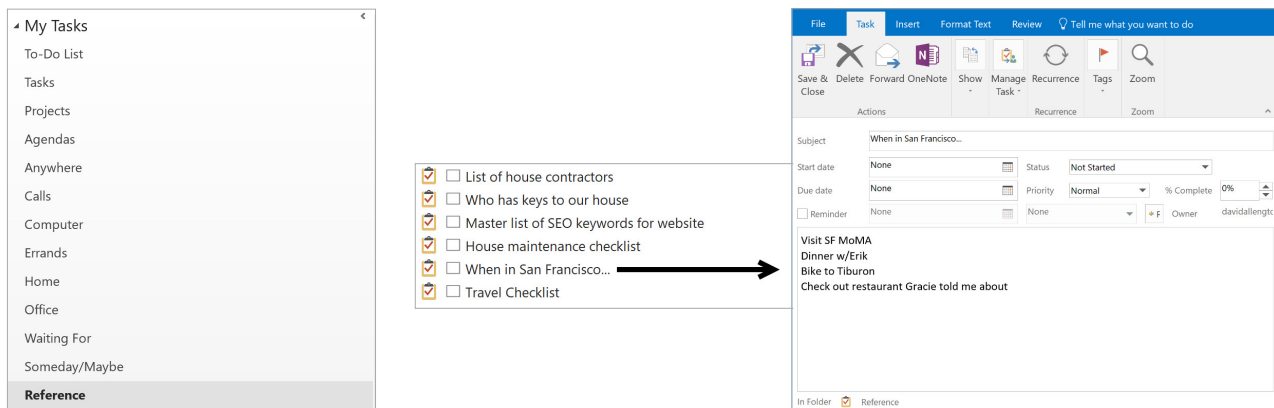 My Tasks
To-Do List
Tasks
Projects
Agendas
Anywhere
Calls
Computer
Errands
Home
Office
Waiting For
Someday/Maybe
Reference
List of house contractors
Who has keys to our house
Master list of SEO keywords for website
House maintenance checklist
When in San Francisco...
Travel Checklist
File Task Insert Format Text Review Tell me what you want to do
Save & Close Delete Forward OneNote Show Manage Task Recurrence Tags Zoom
Actions Recurrence Zoom
Subject When in San Francisco...
Start date None Status Not Started
Due date None Priority Normal % Complete 0%
Reminder None None Owner davidallengtd
Visit SF MoMA
Dinner w/Erik
Bike to Tiburon
Check out restaurant Gracie told me about
In Folder Reference